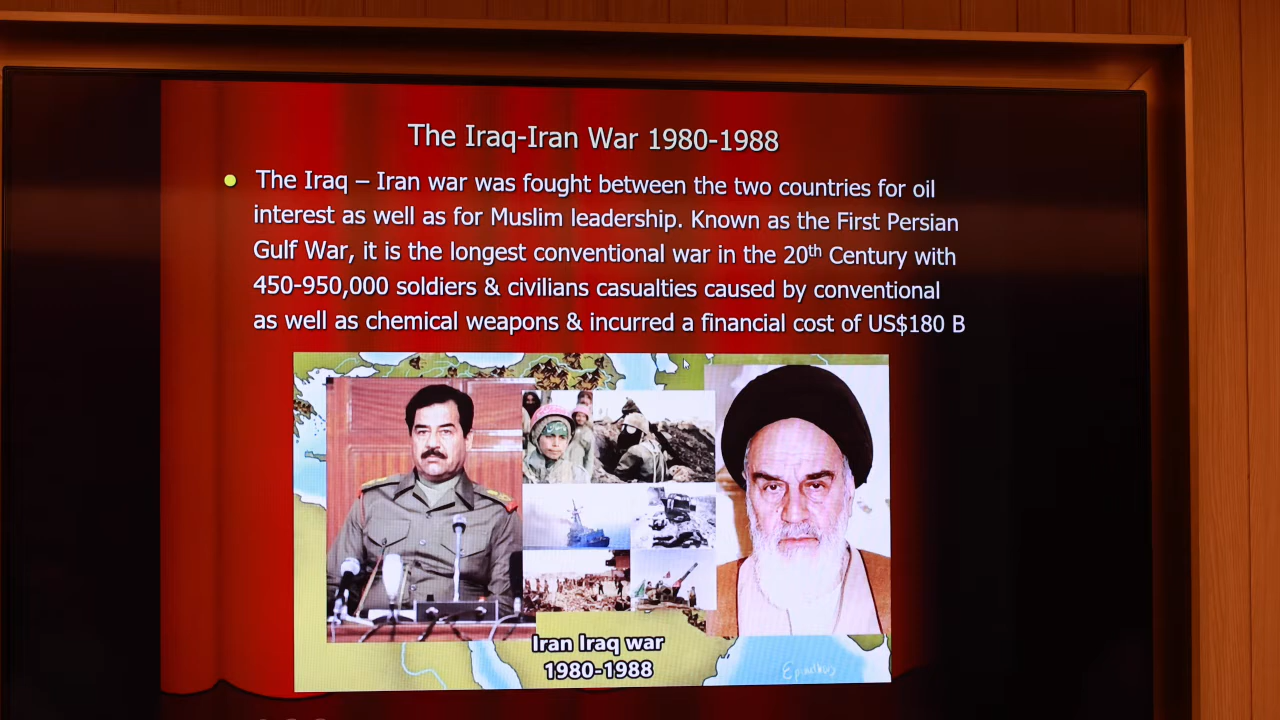 The Iraq-Iran War 1980-1988
The Iraq – Iran war was fought between the two countries for oil
interest as well as for Muslim leadership. Known as the First Persian
Gulf War, it is the longest conventional war in the 20th Century with
450-950,000 soldiers & civilians casualties caused by conventional
as well as chemical weapons & incurred a financial cost of US$180 B
Iran Iraq war
1980-1988